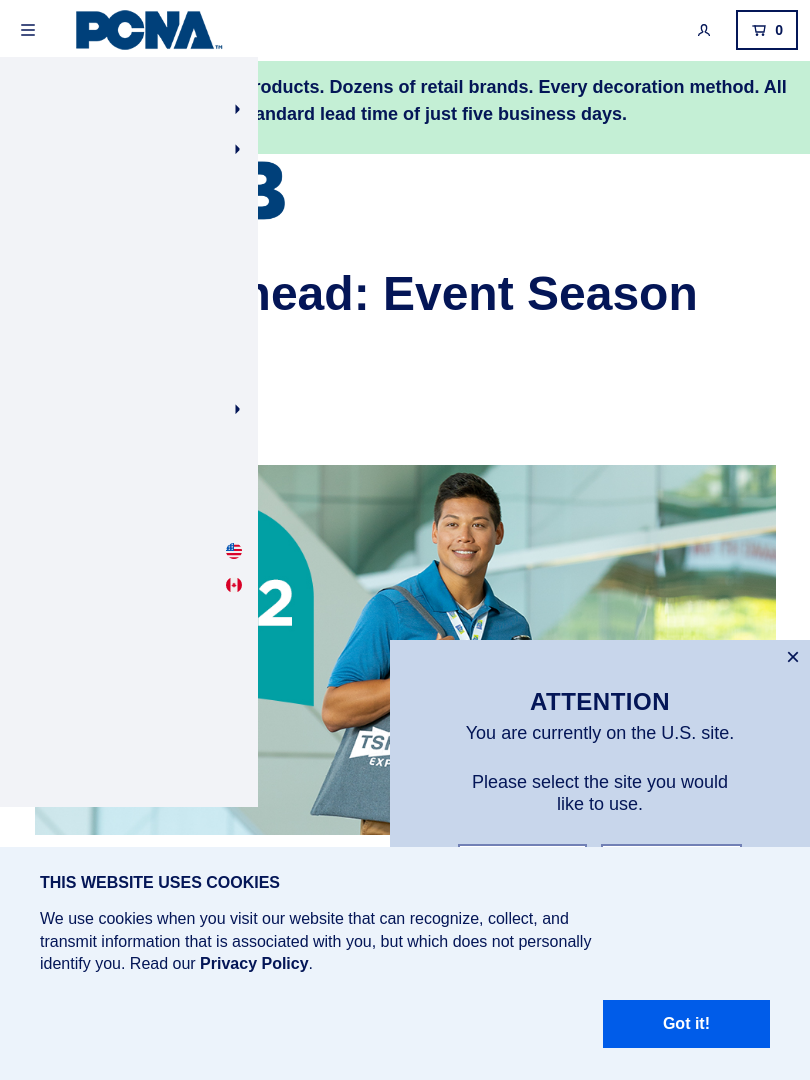 PCNA™
0
roducts. Dozens of retail brands. Every decoration method. All
andard lead time of just five business days.
B
head: Event Season
2
TSH
EXP
ATTENTION
You are currently on the U.S. site.
Please select the site you would
like to use.
THIS WEBSITE USES COOKIES
We use cookies when you visit our website that can recognize, collect, and
transmit information that is associated with you, but which does not personally
identify you. Read our Privacy Policy.
Got it!